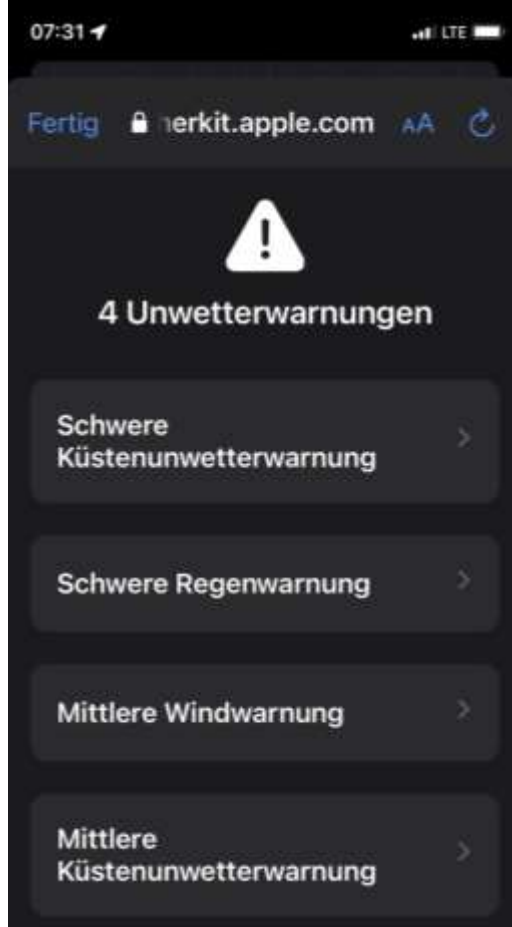 07:31
LTE
Fertig erkit.apple.com AA
4 Unwetterwarnungen
Schwere
Küstenunwetterwarnung
Schwere Regenwarnung
Mittlere Windwarnung
Mittlere
Küstenunwetterwarnung